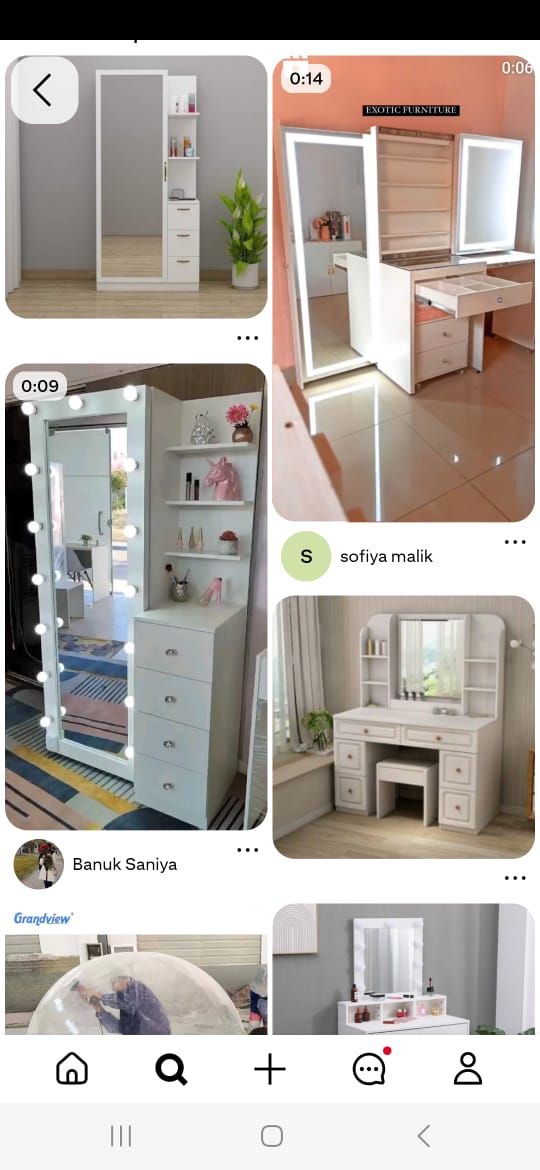 0:14
0:06
EXOTIC FURNITURE
0:09
S
sofiya malik
Banuk Saniya
Grandview